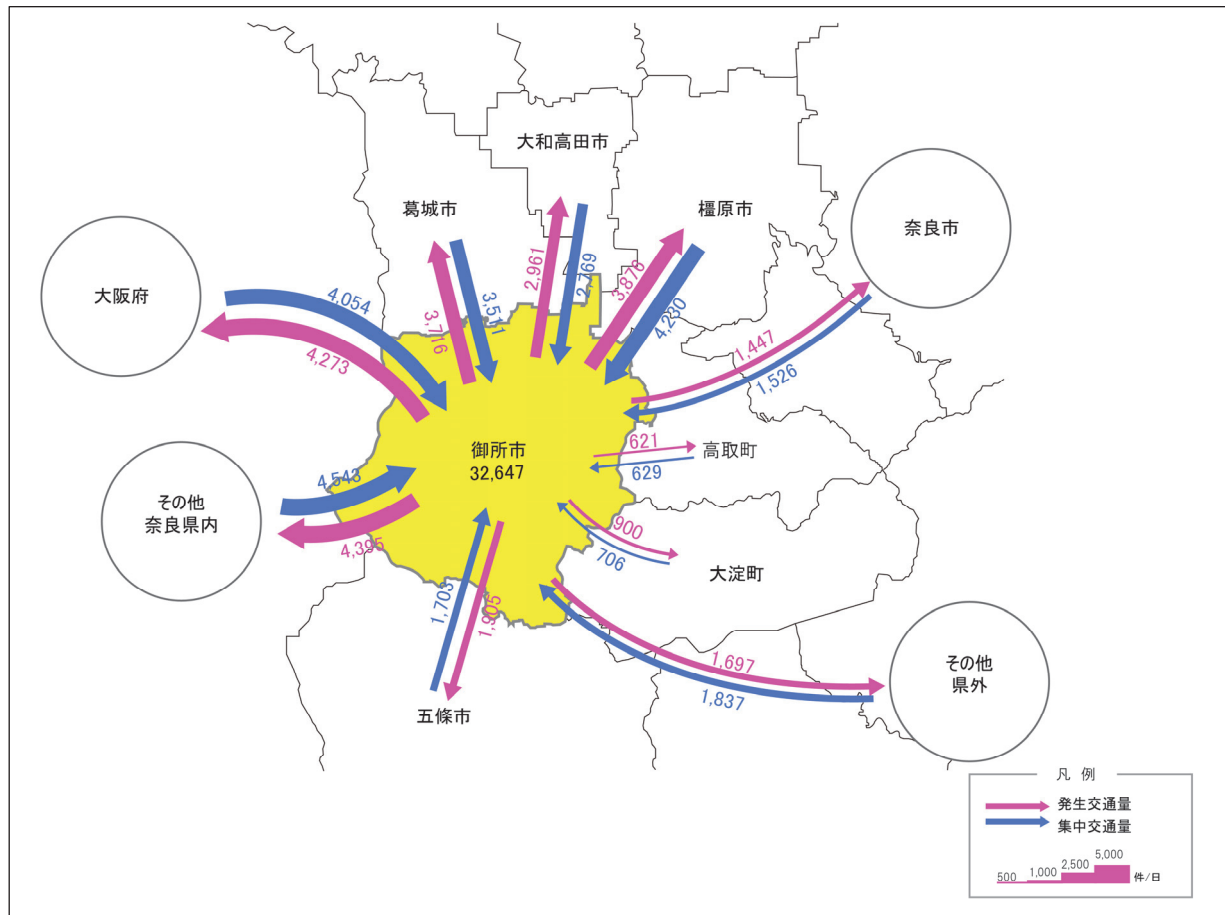 大和高田市
葛城市
橿原市
奈良市
大阪府
4,054
4,273
3,716
3,511
2,961
2,769
3,876
4,230
1,447
1,526
御所市
32,647
621
629
高取町
その他
奈良県内
4,543
4,395
900
706
大淀町
1,703
1,905
五條市
1,697
1,837
その他
県外
凡 例
発生交通量
集中交通量
500 1,000 2,500 5,000
件/日